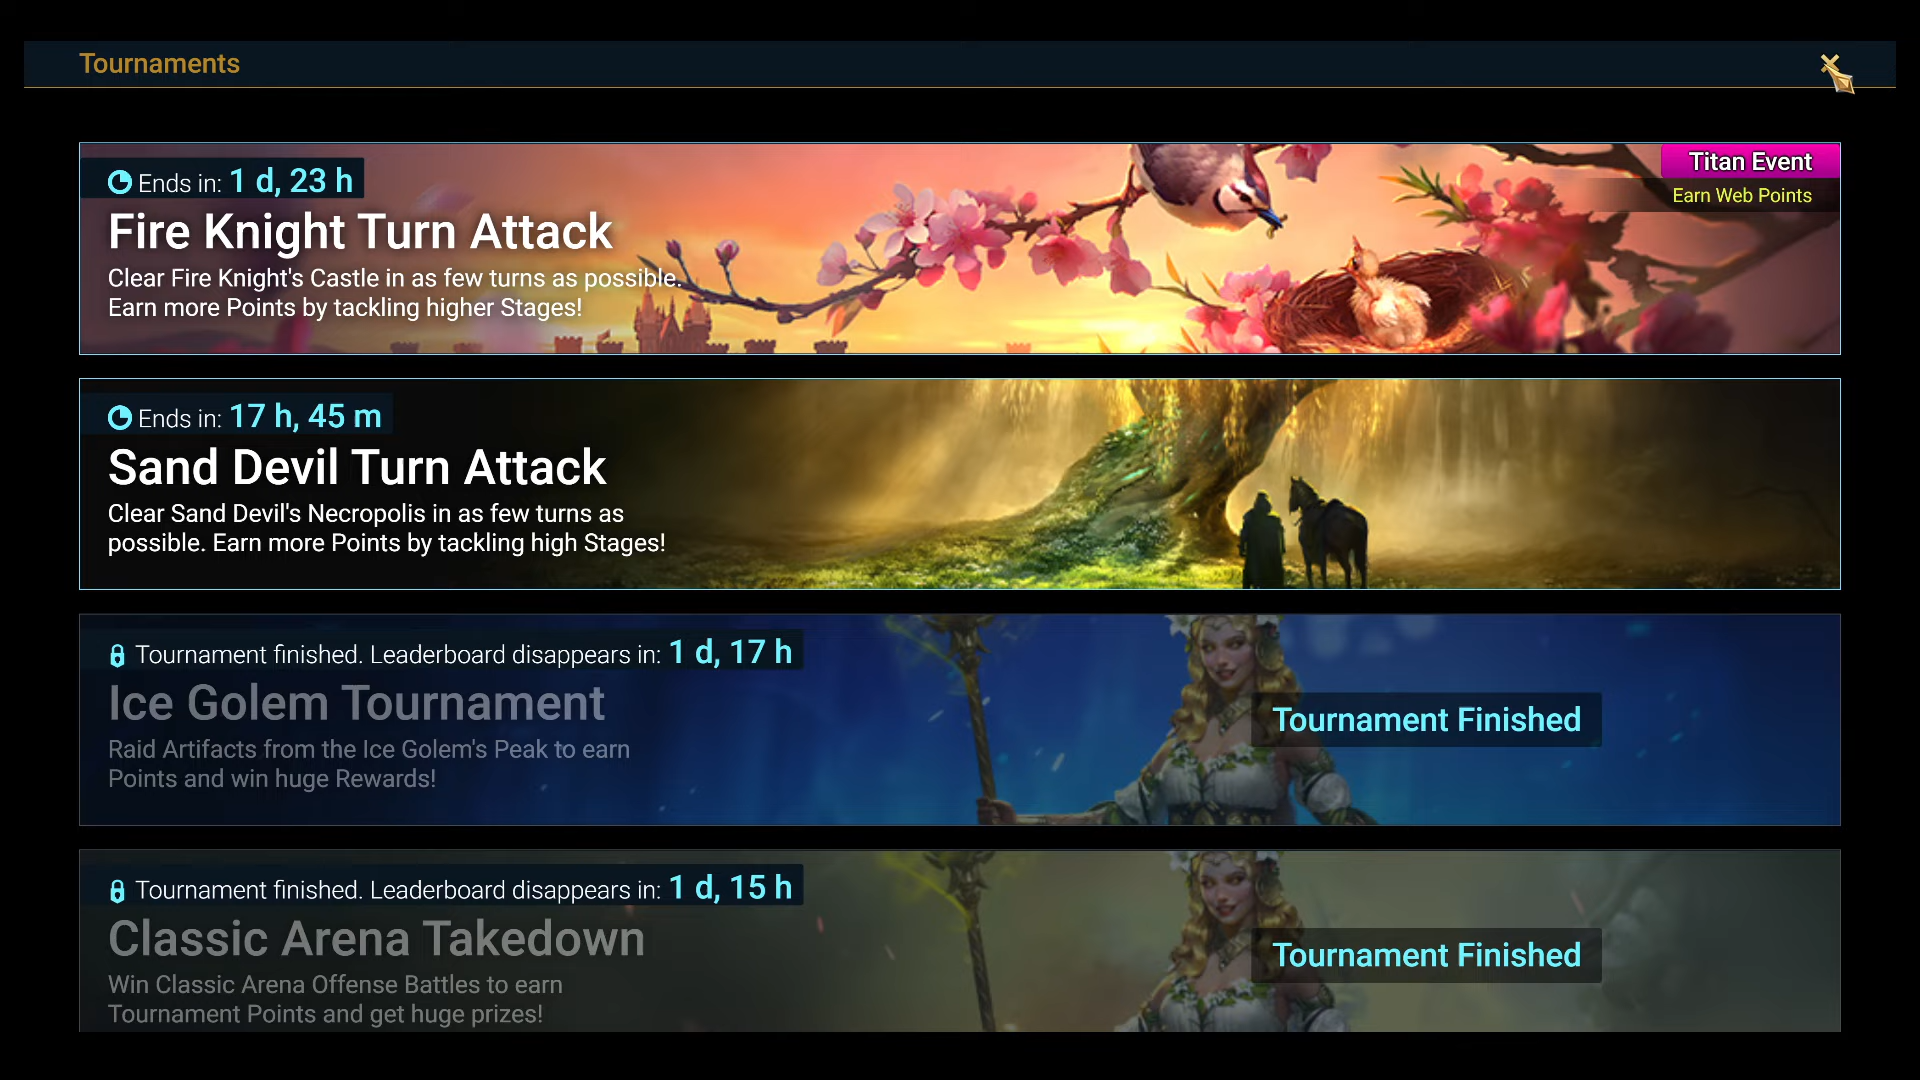 Tournaments
Ends in: 1 d, 23 h
Titan Event
Earn Web Points
Fire Knight Turn Attack
Clear Fire Knight's Castle in as few turns as possible.
Earn more Points by tackling higher Stages!
Ends in: 17 h, 45 m
Sand Devil Turn Attack
Clear Sand Devil's Necropolis in as few turns as
possible. Earn more Points by tackling high Stages!
Tournament finished. Leaderboard disappears in: 1 d, 17 h
Ice Golem Tournament
Raid Artifacts from the Ice Golem's Peak to earn
Points and win huge Rewards!
Tournament Finished
Tournament finished. Leaderboard disappears in: 1 d, 15 h
Classic Arena Takedown
Win Classic Arena Offense Battles to earn
Tournament Points and get huge prizes!
Tournament Finished